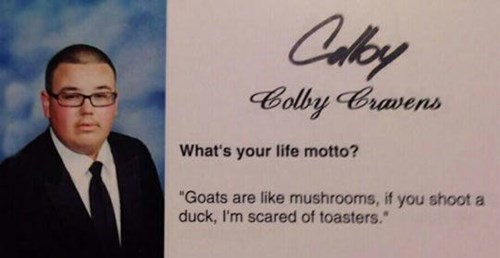 Colby
Colby Cravens
What's your life motto?
"Goats are like mushrooms, if you shoot a
duck, I'm scared of toasters."